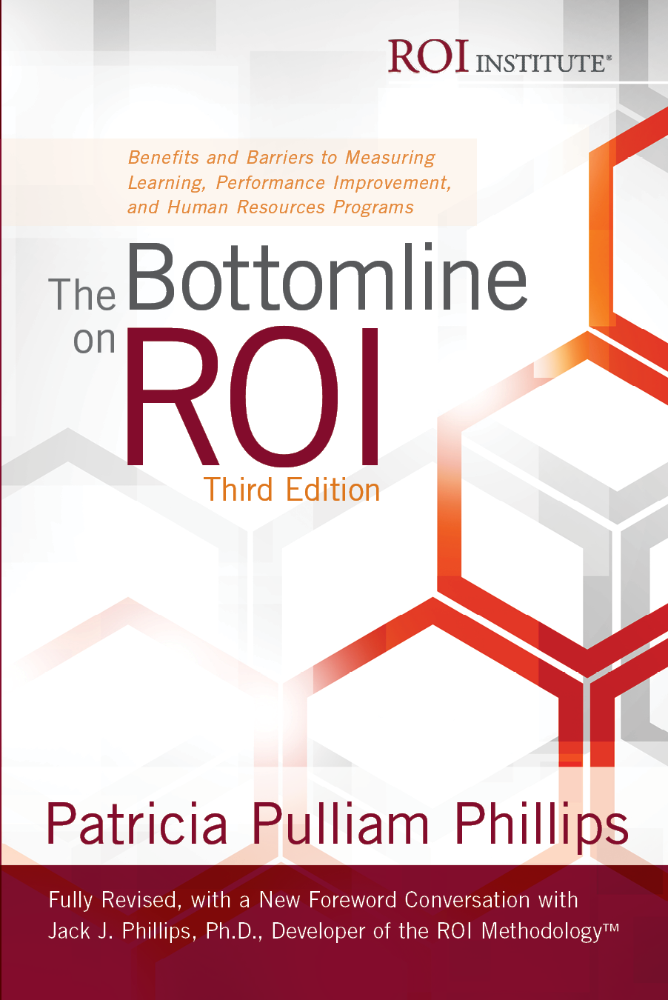 ROI INSTITUTE®
Benefits and Barriers to Measuring
Learning, Performance Improvement,
and Human Resources Programs
The Bottomline
on ROI
Third Edition
Patricia Pulliam Phillips
Fully Revised, with a New Foreword Conversation with
Jack J. Phillips, Ph.D., Developer of the ROI Methodology™